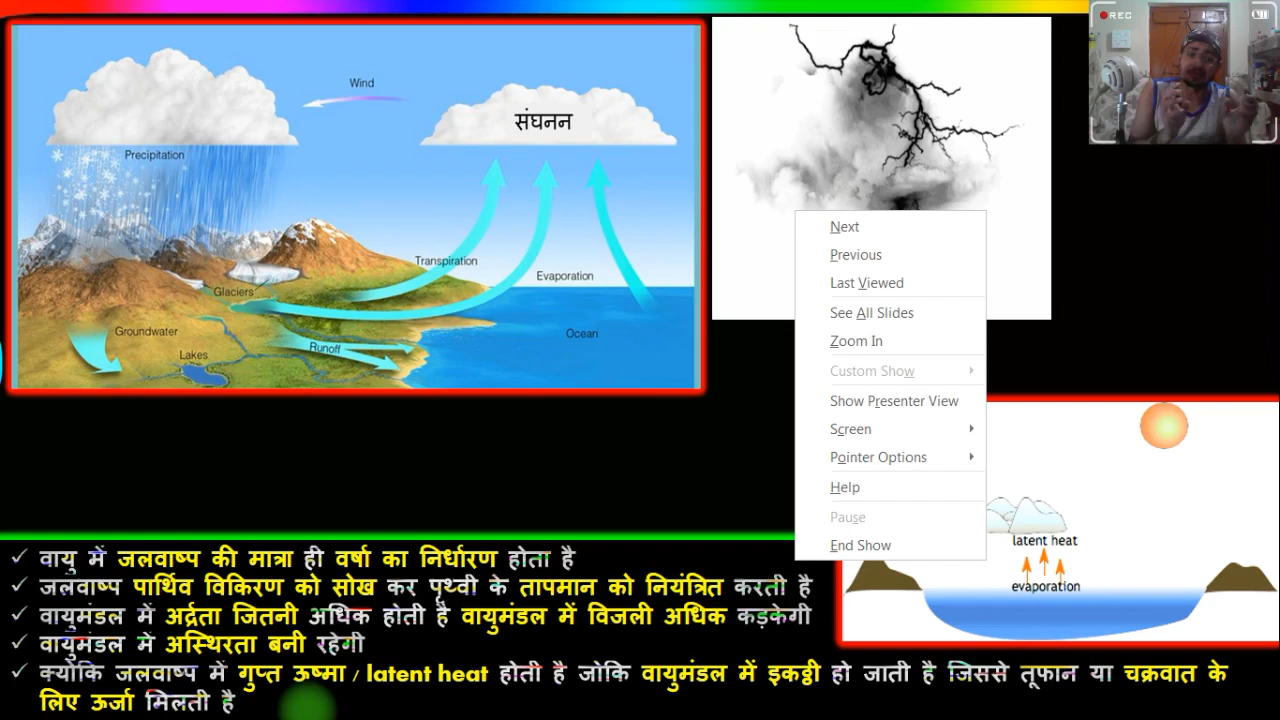 REC
Wind
संघनन
Precipitation
Transpiration
Evaporation
Glaciers
Groundwater
Ocean
Runoff
Lakes
Next
Previous
Last Viewed
See All Slides
Zoom In
Custom Show
Show Presenter View
Screen
Pointer Options
Help
Pause
End Show
latent heat
evaporation
✓ वायु में जलवाष्प की मात्रा ही वर्षा का निर्धारण होता है
✓ जलवाष्प पार्थिव विकिरण को सोख कर पृथ्वी के तापमान को नियंत्रित करती है
✓ वायुमंडल में अर्द्रता जितनी अधिक होती है वायुमंडल में विजली अधिक कड़केगी
✓ वायुमंडल में अस्थिरता बनी रहेगी
✓ क्योकि जलवाष्प में गुप्त ऊष्मा / latent heat होती है जोकि वायुमंडल में इकठ्ठी हो जाती है जिससे तूफान या चक्रवात के
लिए ऊर्जा मिलती है